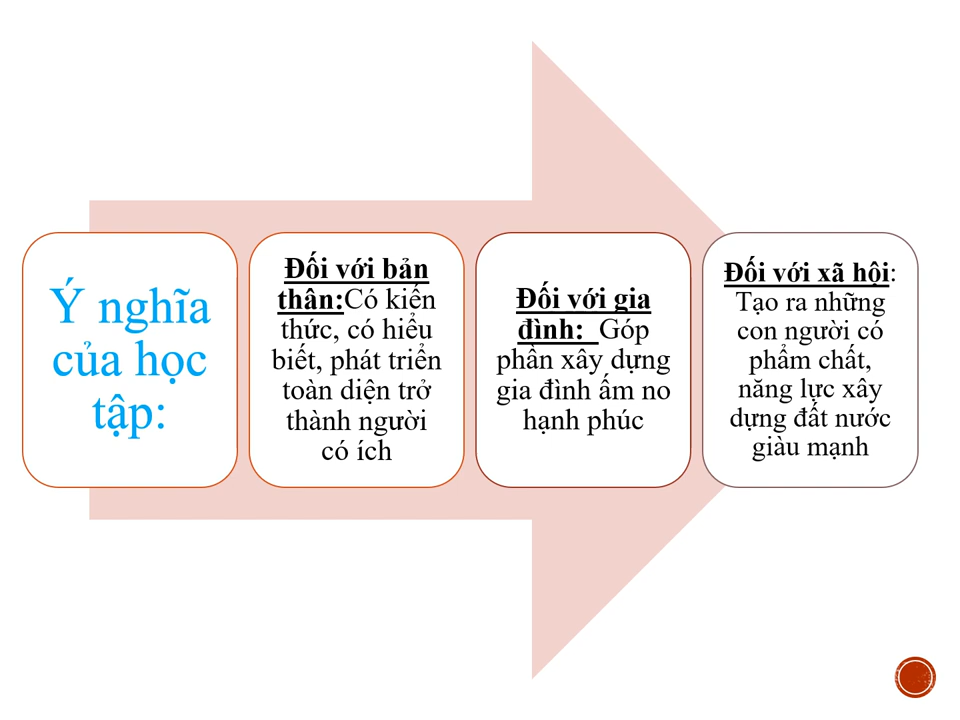 Ý nghĩa
của học
tập:
Đối với bản
thân:Có kiến
thức, có hiểu
biết, phát triển
toàn diện trở
thành người
có ích
Đối với gia
đình:  Góp
phần xây dựng
gia đình ấm no
hạnh phúc
Đối với xã hội:
Tạo ra những
con người có
phẩm chất,
năng lực xây
dựng đất nước
giàu mạnh